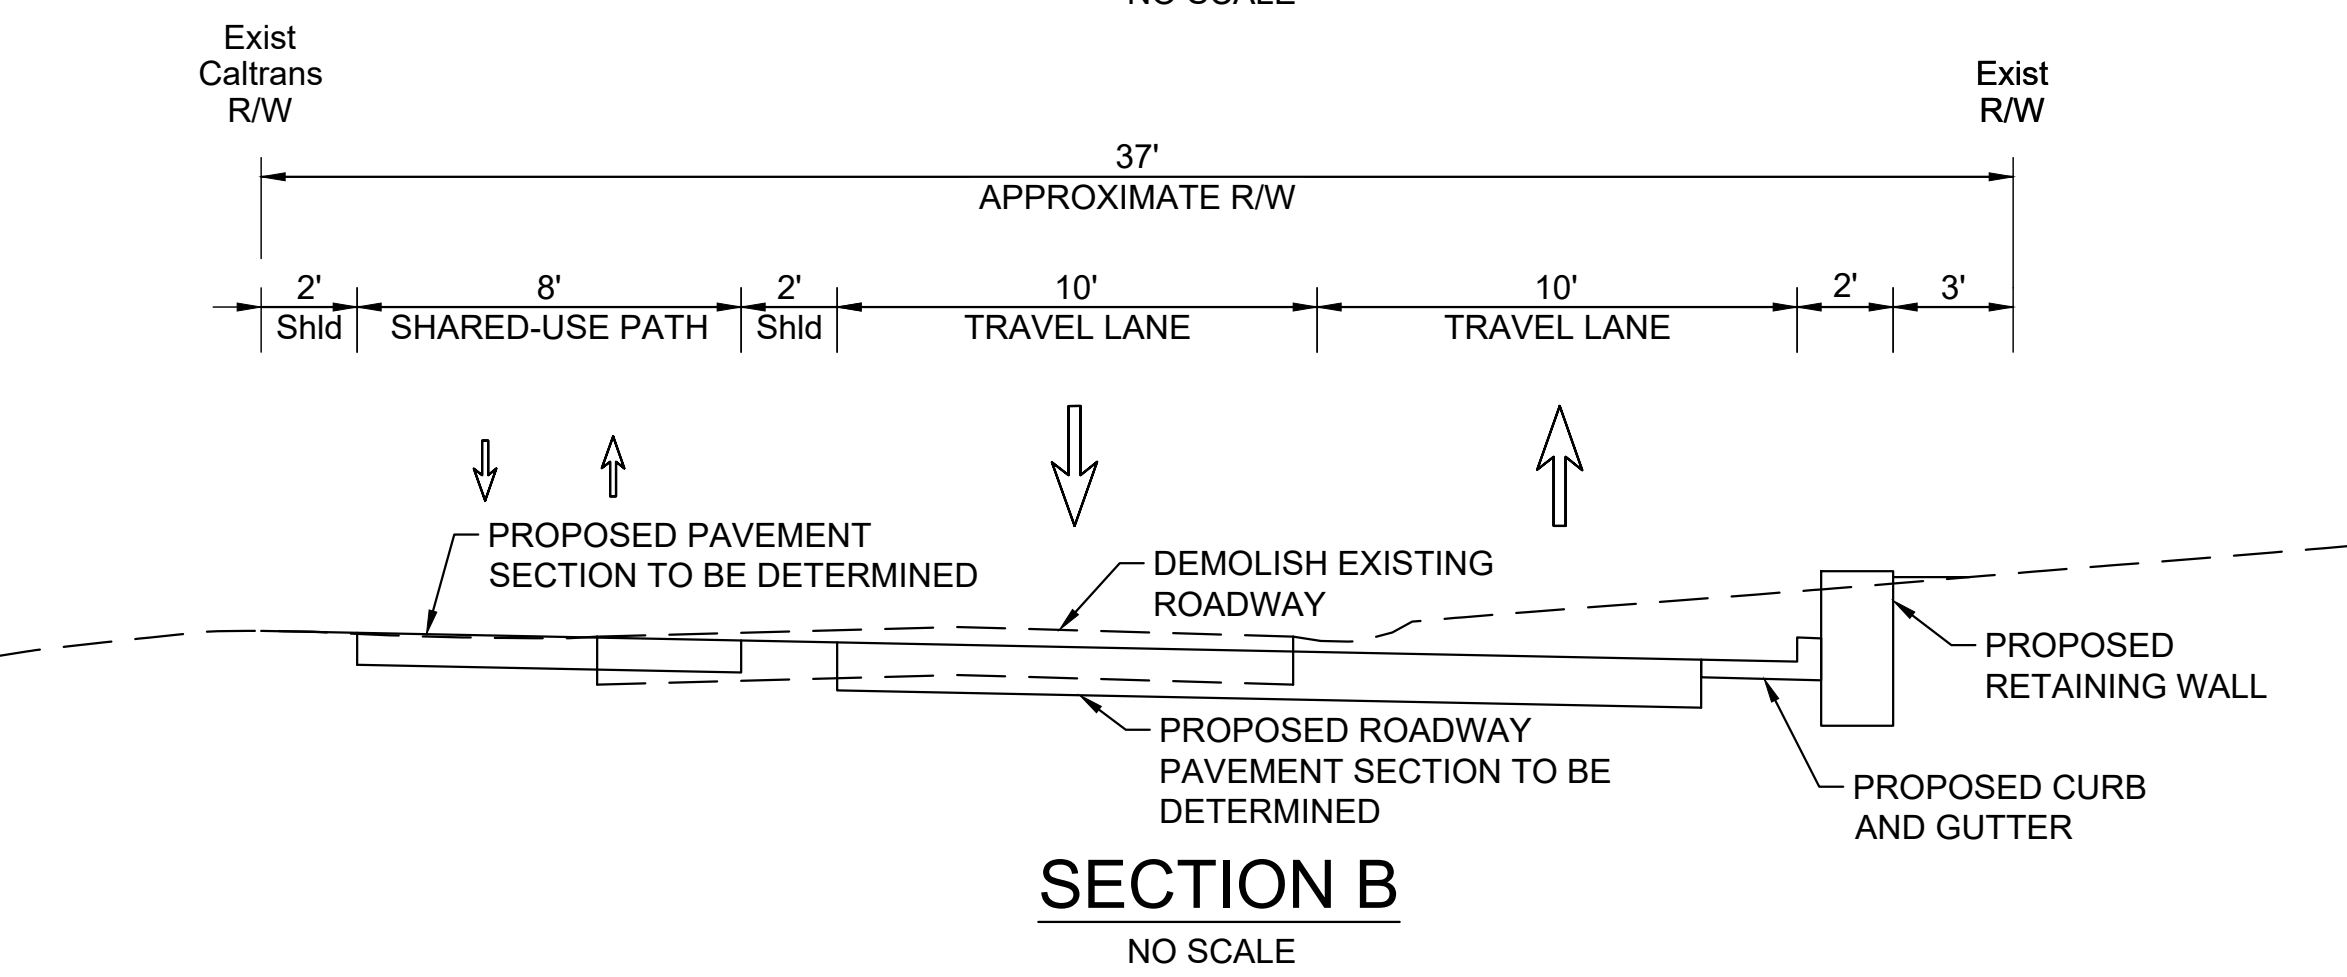 NO SCALE
Exist
Caltrans
R/W
Exist
R/W
37'
APPROXIMATE R/W
2' 8' 2' 10' 10' 2' 3'
Shld SHARED-USE PATH Shld TRAVEL LANE TRAVEL LANE
PROPOSED PAVEMENT
SECTION TO BE DETERMINED
DEMOLISH EXISTING
ROADWAY
PROPOSED
RETAINING WALL
PROPOSED ROADWAY
PAVEMENT SECTION TO BE
DETERMINED
PROPOSED CURB
AND GUTTER
SECTION B
NO SCALE